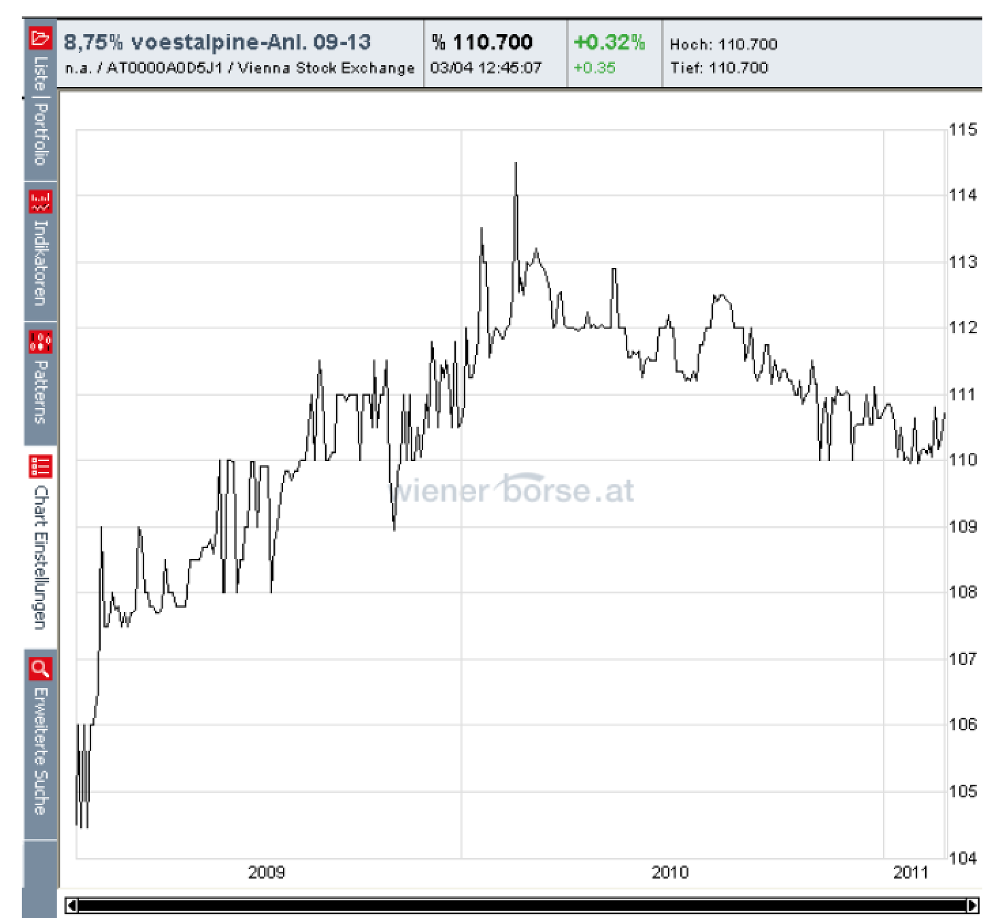 8,75% voestalpine-Anl. 09-13
n.a. / AT0000A0D5J1 / Vienna Stock Exchange
% 110.700
03/04 12:45:07
+0.32%
+0.35
Hoch: 110.700
Tief: 110.700
Liste | Portfolio
Indikatoren
Patterns
Chart Einstellungen
Erweiterte Suche
115
114
113
112
111
110
109
108
107
106
105
104
wiener börse.at
2009
2010
2011